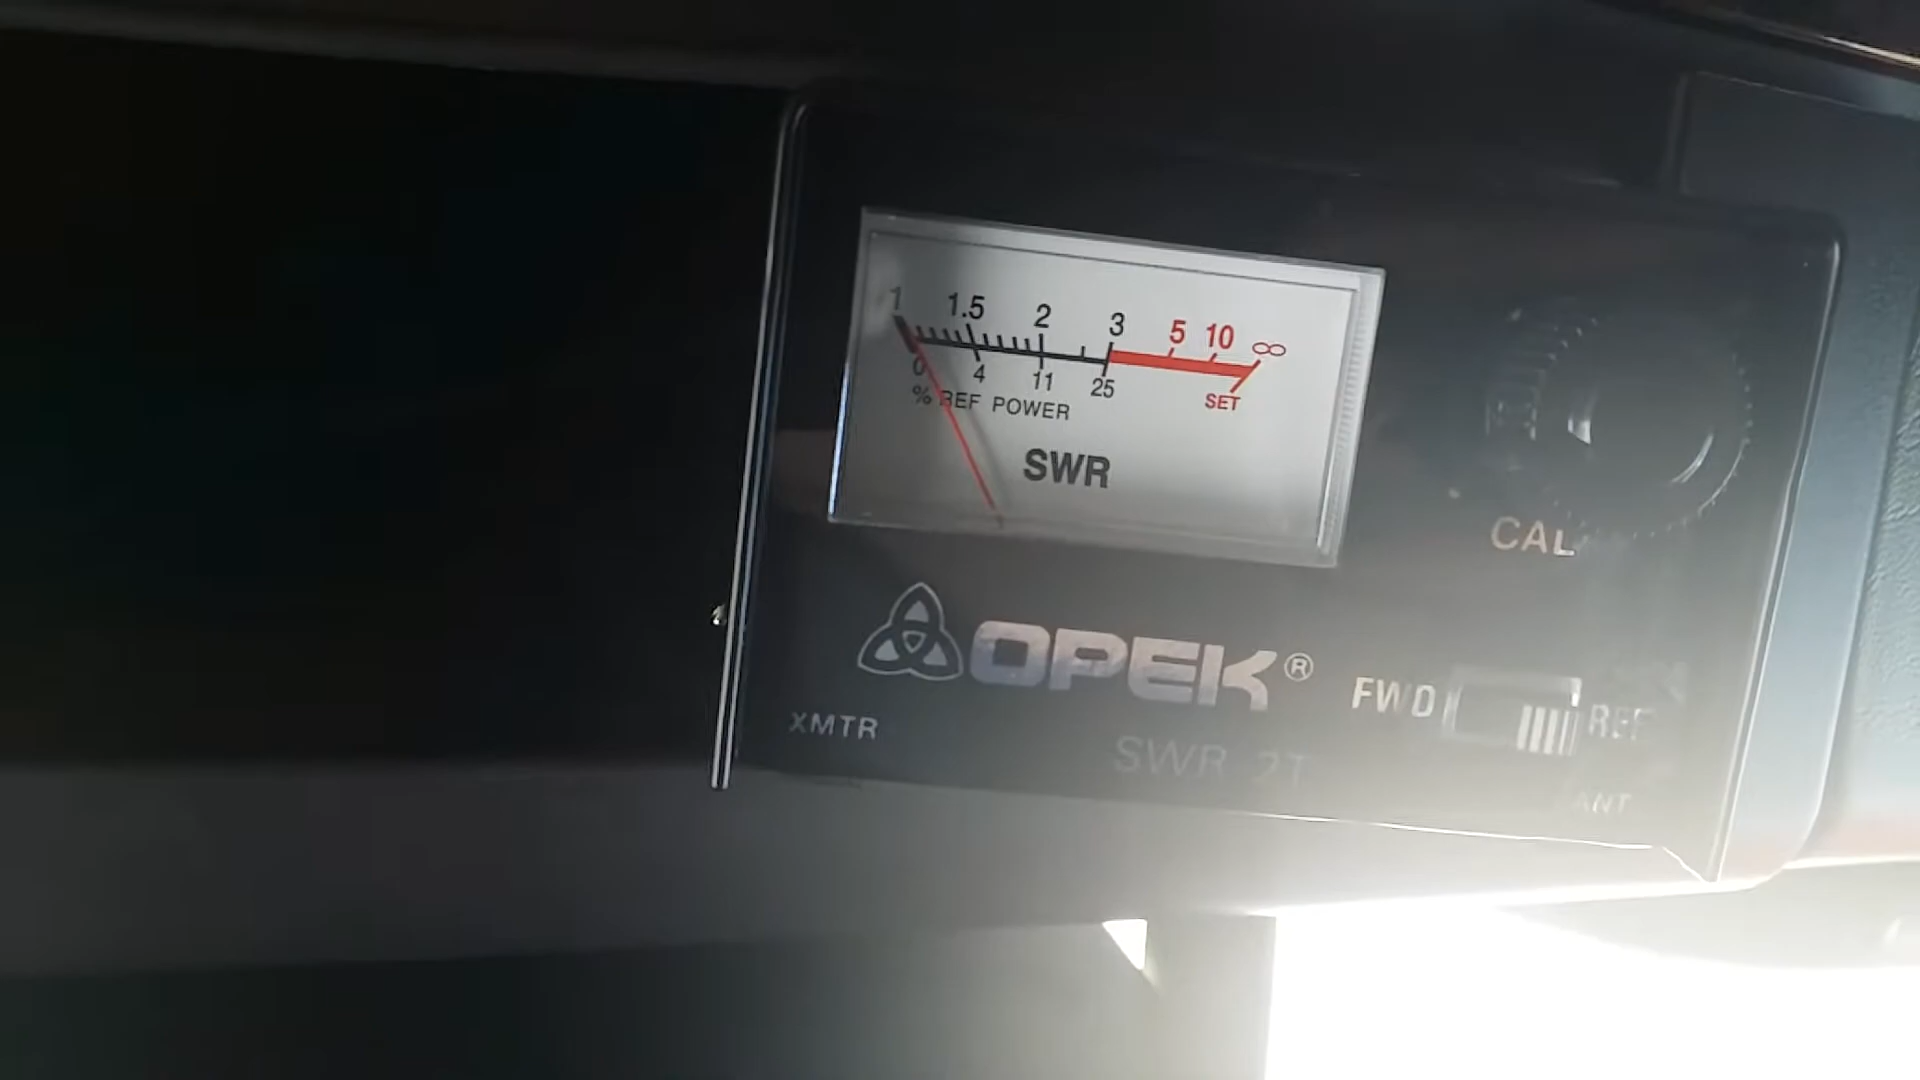 1 1.5 2 3 5 10 ∞
0 4 11 25 SET
% REF POWER
SWR
CAL
OPEK®
FWD REF
XMTR SWR 2T ANT